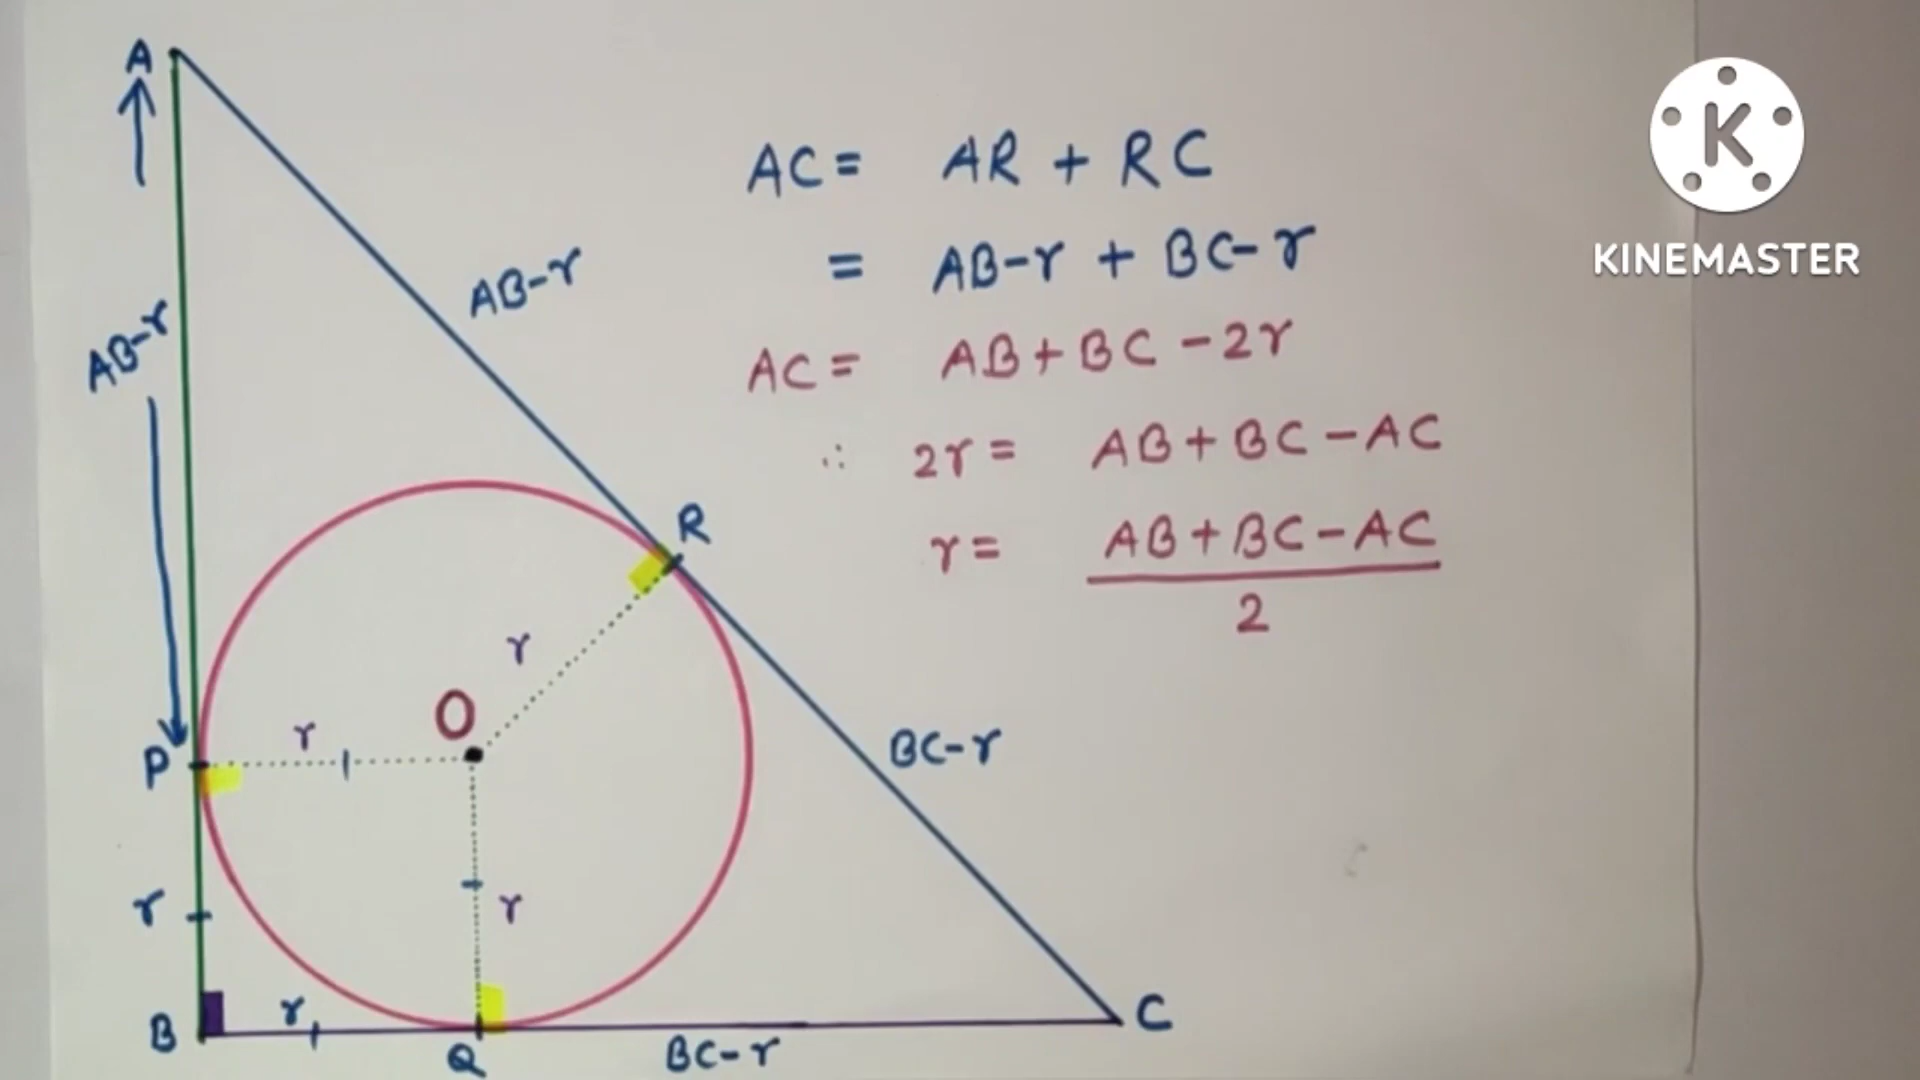 A
AC = AR + RC
= AB-r + BC-r
AC = AB + BC - 2r
∴ 2r = AB + BC - AC
r = AB + BC - AC
2
K
KINEMASTER
AB-r
AB-r
R
r
O
r
P
BC-r
r
r
B
r
Q
BC-r
C